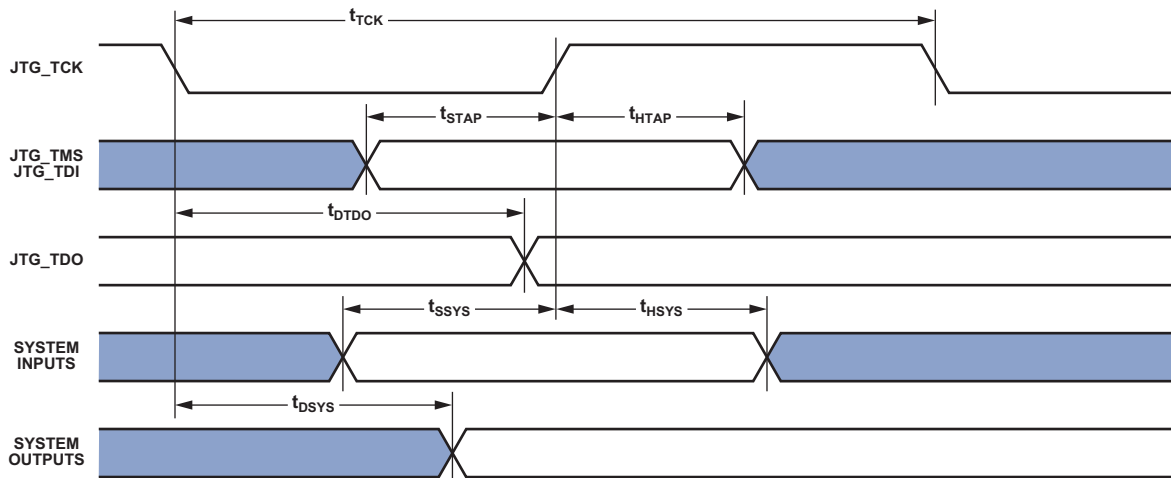 tTCK
JTG_TCK
tSTAP
tHTAP
JTG_TMS
JTG_TDI
tDTDO
JTG_TDO
tSSYS
tHSYS
SYSTEM
INPUTS
tDSYS
SYSTEM
OUTPUTS